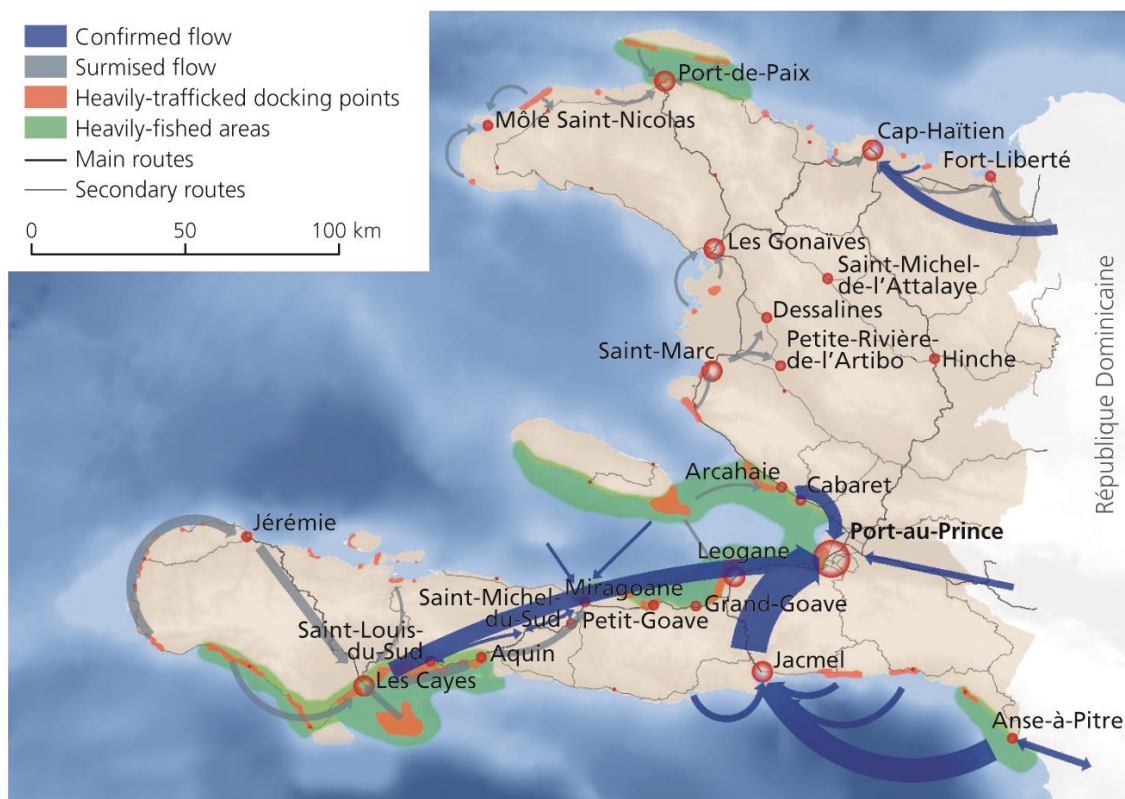 Confirmed flow
Surmised flow
Heavily-trafficked docking points
Heavily-fished areas
Main routes
Secondary routes
0 50 100 km
Port-de-Paix
Môle Saint-Nicolas
Cap-Haïtien
Fort-Liberté
Les Gonaïves
Saint-Michel-
de-l'Attalaye
Dessalines
Petite-Rivière-
de-l'Artibo
Saint-Marc
Hinche
République Dominicaine
Arcahaie
Cabaret
Port-au-Prince
Jérémie
Leogane
Miragoane
Saint-Michel-
du-Sud
Petit-Goave
Grand-Goave
Saint-Louis-
du-Sud
Aquin
Les Cayes
Jacmel
Anse-à-Pitre